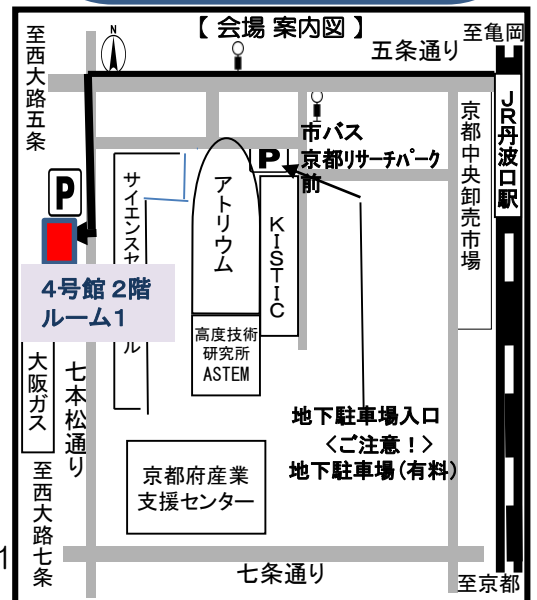 【 会場 案内図 】
至亀岡
五条通り
至西大路五条
N
JR丹波口駅
市バス
京都リサーチパーク
前
P
京都中央卸売市場
P
サイエンスセ
ル
アトリウム
KISTIC
4号館 2階
ルーム1
高度技術
研究所
ASTEM
大阪ガス
七本松通り
地下駐車場入口
<ご注意！>
地下駐車場(有料)
京都府産業
支援センター
至西大路七条
1
七条通り
至京都